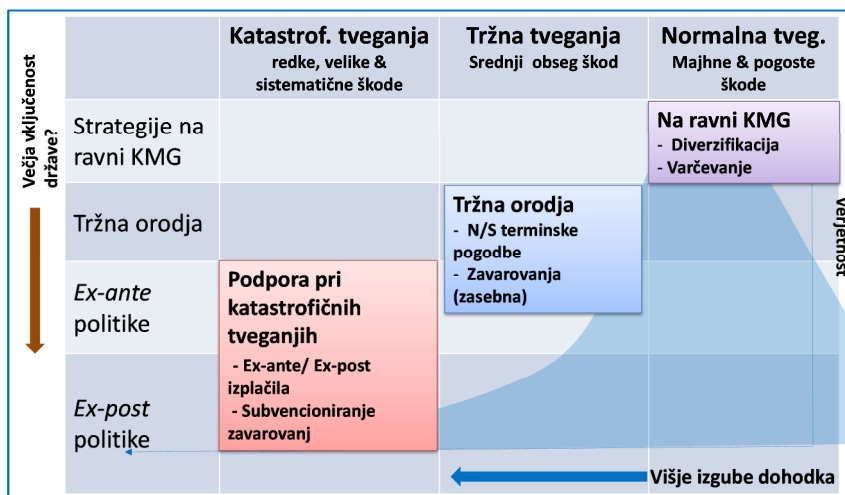 Katastrof. tveganja
redke, velike &
sistematične škode
Tržna tveganja
Srednji obseg škod
Normalna tveg.
Majhne & pogoste
škode
Večja vključenost
države?
Strategije na
ravni KMG
Na ravni KMG
- Diverzifikacija
- Varčevanje
Tržna orodja
Tržna orodja
- N/S terminske
pogodbe
- Zavarovanja
(zasebna)
verjetnost
Ex-ante
politike
Podpora pri
katastrofičnih
tveganjih
- Ex-ante/ Ex-post
izplačila
- Subvencioniranje
zavarovanj
Ex-post
politike
Višje izgube dohodka